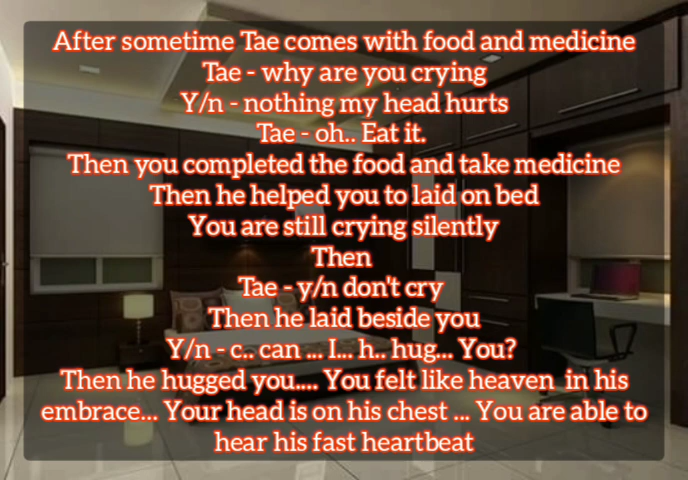 After sometime Tae comes with food and medicine
Tae - why are you crying
Y/n - nothing my head hurts
Tae - oh.. Eat it.
Then you completed the food and take medicine
Then he helped you to laid on bed
You are still crying silently
Then
Tae - y/n don't cry
Then he laid beside you
Y/n - c.. can ... I... h.. hug... You?
Then he hugged you.... You felt like heaven in his
embrace... Your head is on his chest ... You are able to
hear his fast heartbeat